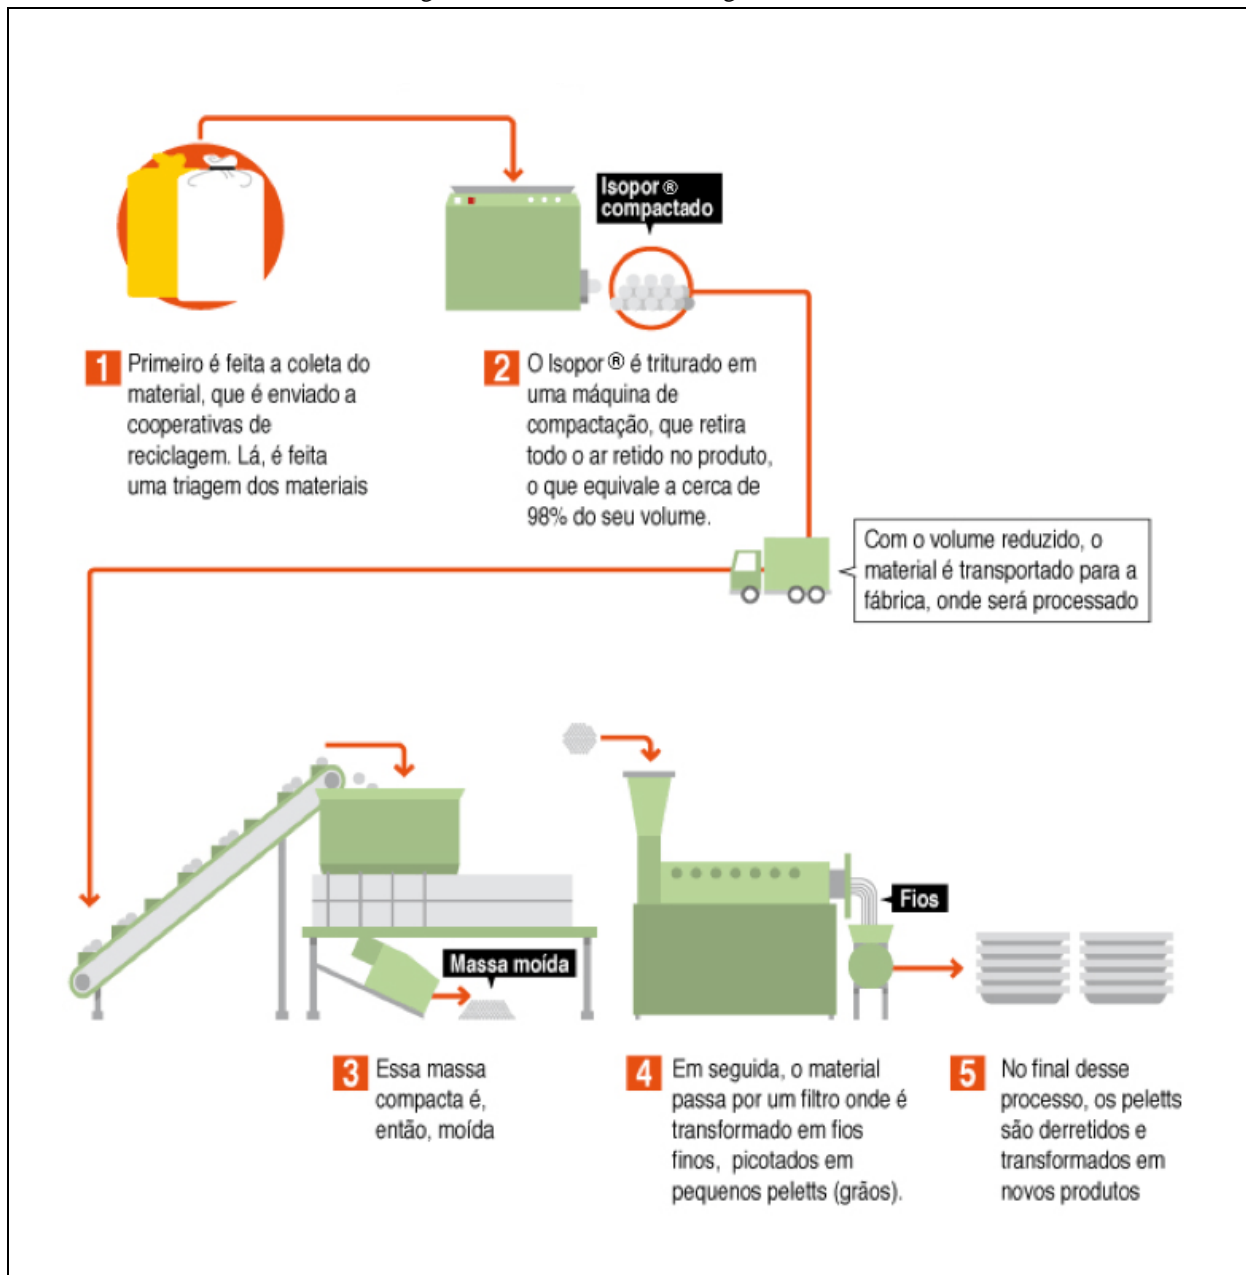 Isopor ®
compactado
1 Primeiro é feita a coleta do
material, que é enviado a
cooperativas de
reciclagem. Lá, é feita
uma triagem dos materiais
2 O Isopor ® é triturado em
uma máquina de
compactação, que retira
todo o ar retido no produto,
o que equivale a cerca de
98% do seu volume.
Com o volume reduzido, o
material é transportado para a
fábrica, onde será processado
Massa moída
Fios
3 Essa massa
compacta é,
então, moída
4 Em seguida, o material
passa por um filtro onde é
transformado em fios
finos, picotados em
pequenos peletts (grãos).
5 No final desse
processo, os peletts
são derretidos e
transformados em
novos produtos